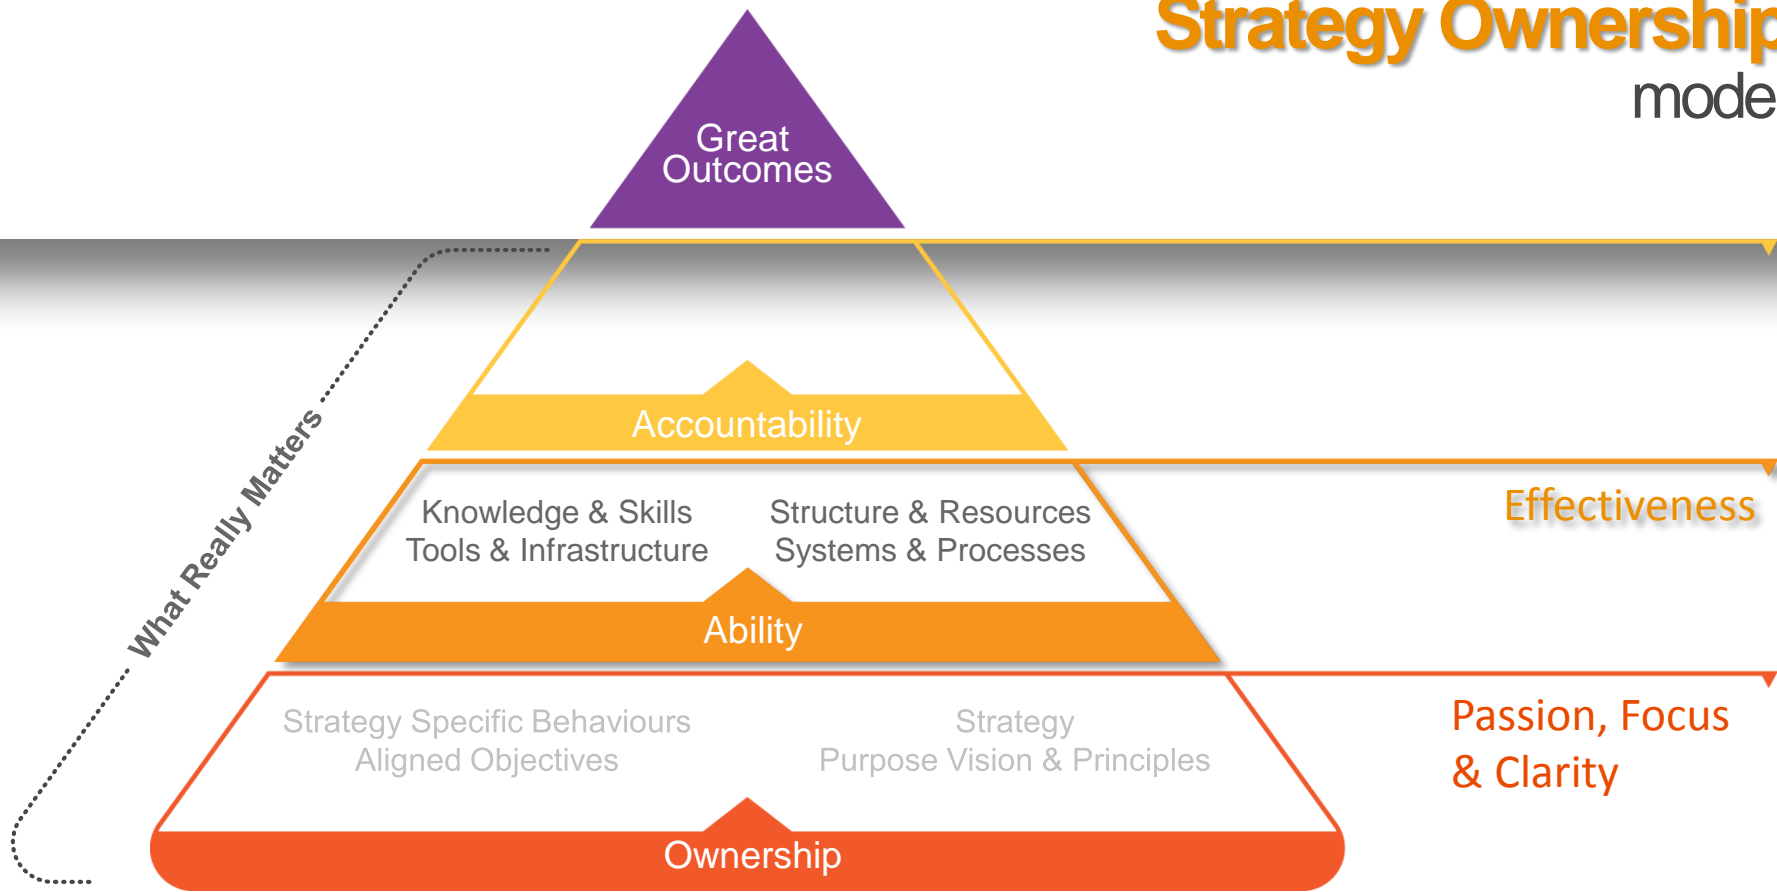 Strategy Ownership
mode
Great
Outcomes
Accountability
What Really Matters
Knowledge & Skills
Tools & Infrastructure
Structure & Resources
Systems & Processes
Effectiveness
Ability
Strategy Specific Behaviours
Aligned Objectives
Strategy
Purpose Vision & Principles
Passion, Focus
& Clarity
Ownership